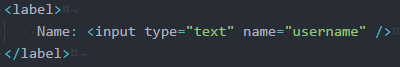 <label>
Name: <input type="text" name="username" />
</label>